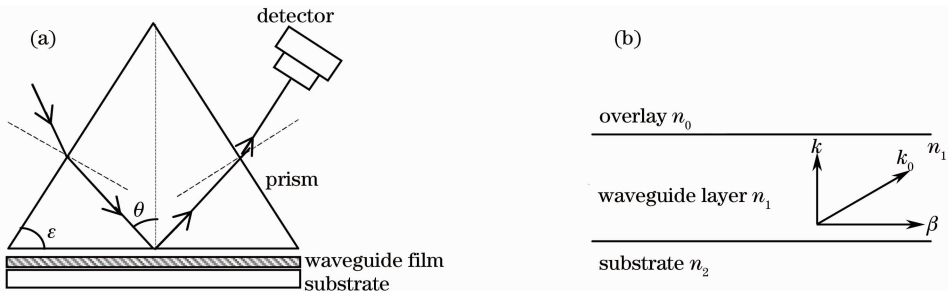 (a)
detector
θ
prism
ε
waveguide film
substrate
(b)
overlay n₀
k
n₁
k₀
waveguide layer n₁
β
substrate n₂